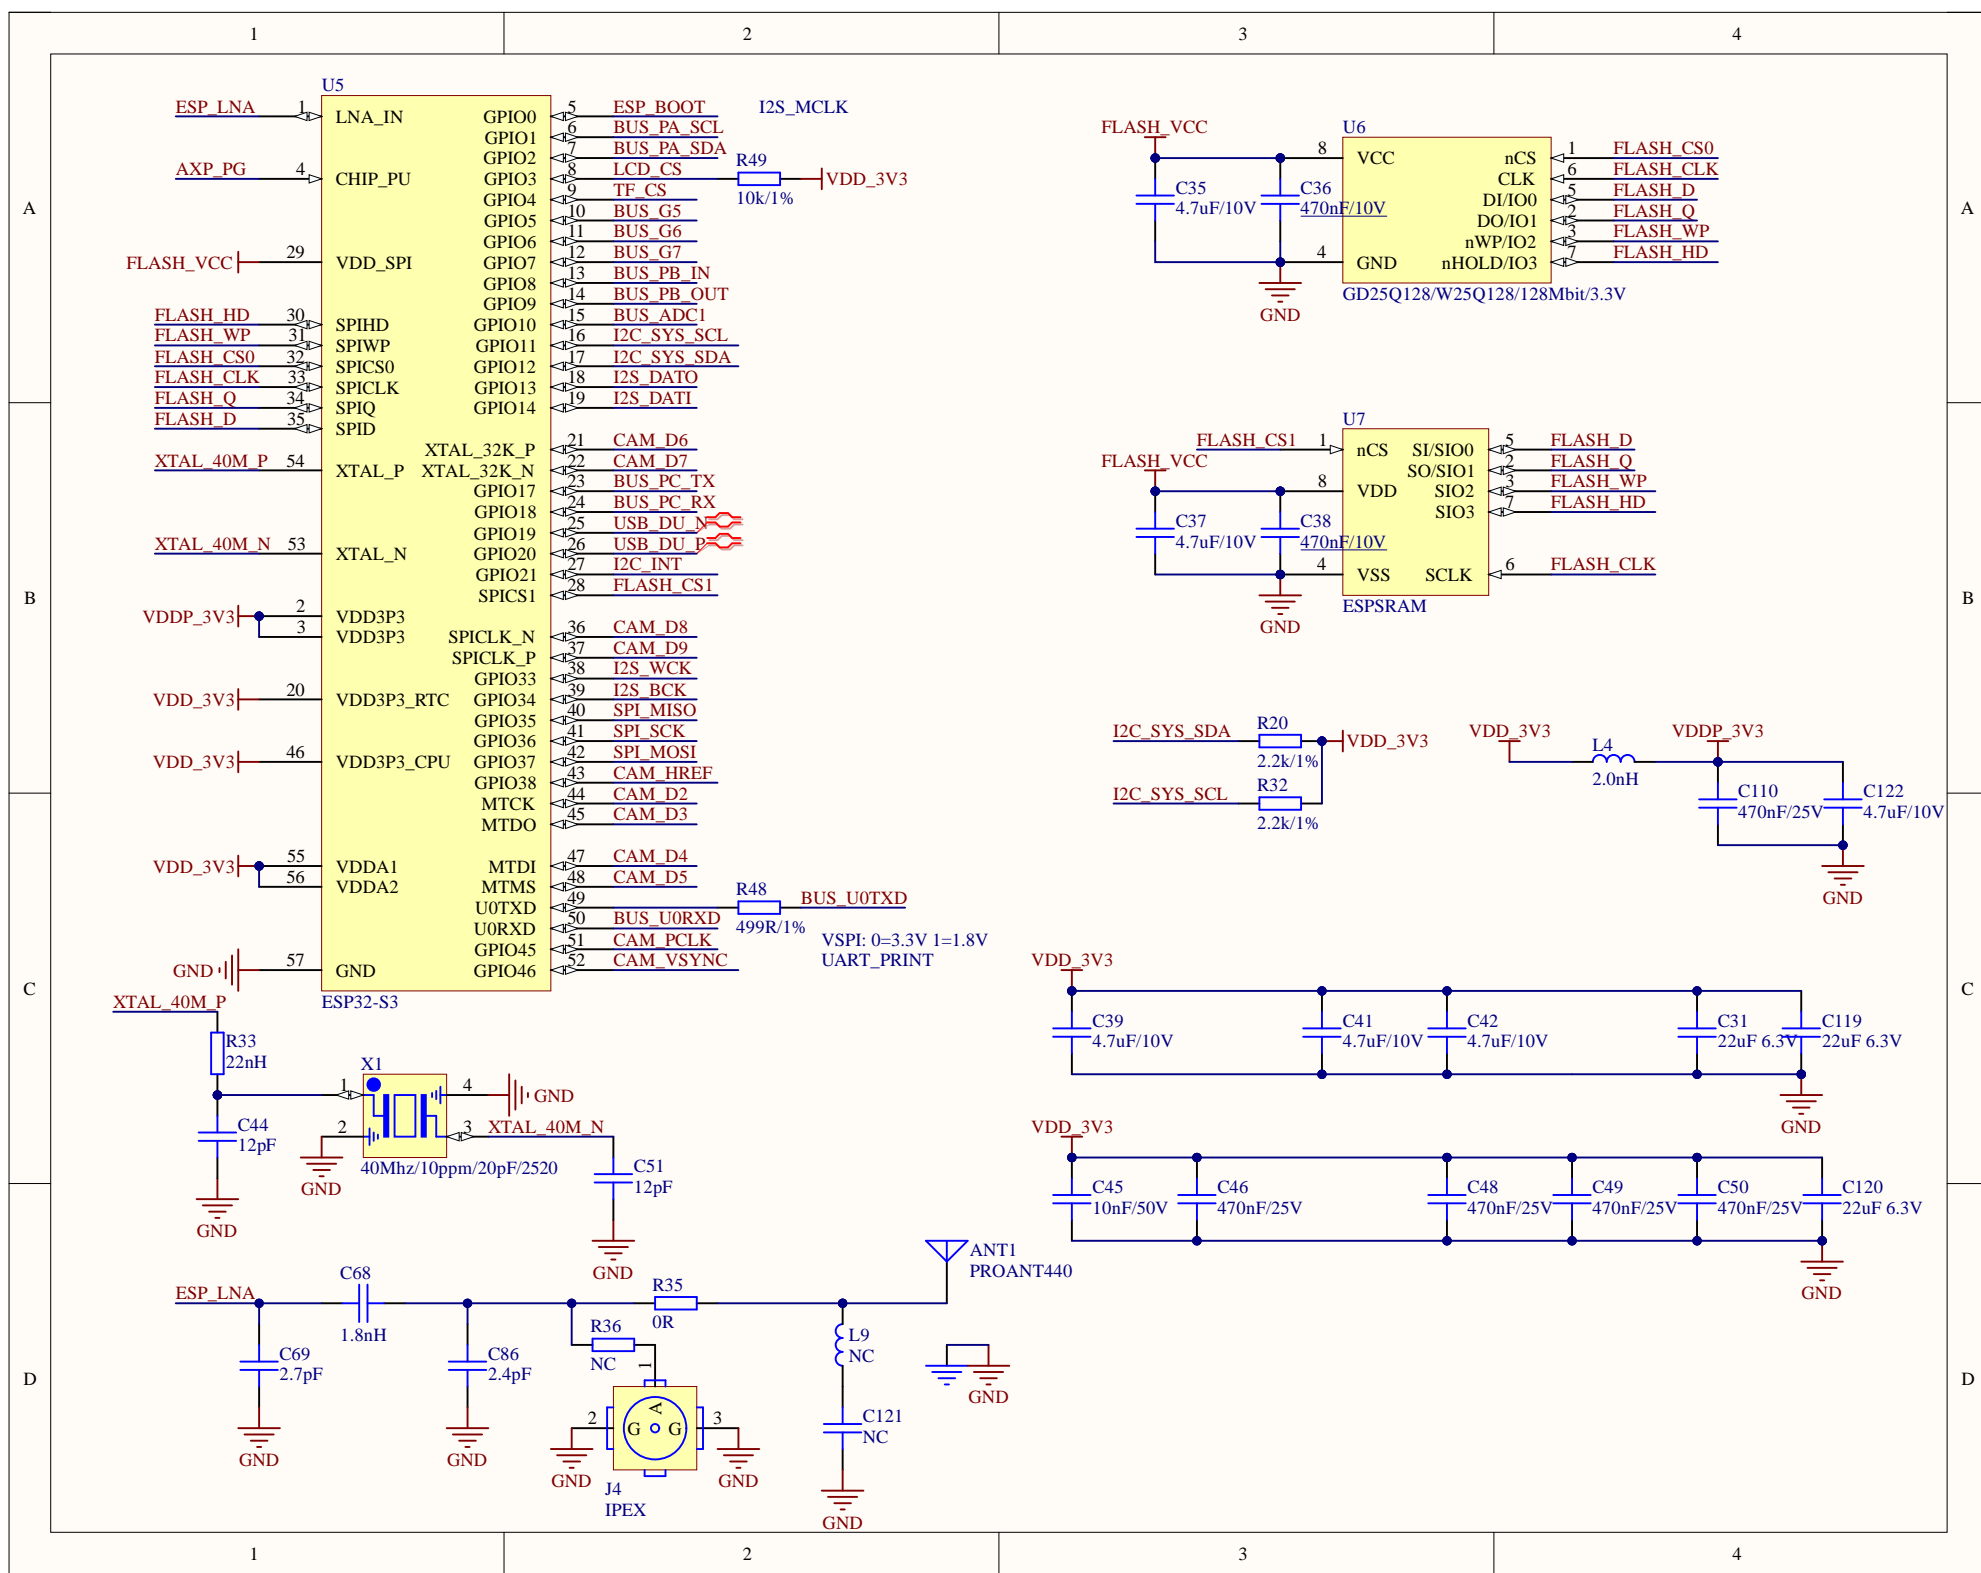 1 2 3 4
A
B
C
D
A
B
C
D
1 2 3 4
U5
ESP_LNA 1 LNA_IN
AXP_PG 4 CHIP_PU
FLASH_VCC 29 VDD_SPI
FLASH_HD 30 SPIHD
FLASH_WP 31 SPIWP
FLASH_CS0 32 SPICS0
FLASH_CLK 33 SPICLK
FLASH_Q 34 SPIQ
FLASH_D 35 SPID
XTAL_40M_P 54 XTAL_P
XTAL_40M_N 53 XTAL_N
VDDP_3V3 2 VDD3P3
3 VDD3P3
VDD_3V3 20 VDD3P3_RTC
VDD_3V3 46 VDD3P3_CPU
VDD_3V3 55 VDDA1
56 VDDA2
GND 57 GND
GPIO0 5 ESP_BOOT I2S_MCLK
GPIO1 6 BUS_PA_SCL
GPIO2 7 BUS_PA_SDA
GPIO3 8 LCD_CS R49 10k/1% VDD_3V3
GPIO4 9 TF_CS
GPIO5 10 BUS_G5
GPIO6 11 BUS_G6
GPIO7 12 BUS_G7
GPIO8 13 BUS_PB_IN
GPIO9 14 BUS_PB_OUT
GPIO10 15 BUS_ADC1
GPIO11 16 I2C_SYS_SCL
GPIO12 17 I2C_SYS_SDA
GPIO13 18 I2S_DATO
GPIO14 19 I2S_DATI
XTAL_32K_P 21 CAM_D6
XTAL_32K_N 22 CAM_D7
GPIO17 23 BUS_PC_TX
GPIO18 24 BUS_PC_RX
GPIO19 25 USB_DU_N
GPIO20 26 USB_DU_P
GPIO21 27 I2C_INT
SPICS1 28 FLASH_CS1
SPICLK_N 36 CAM_D8
SPICLK_P 37 CAM_D9
GPIO33 38 I2S_WCK
GPIO34 39 I2S_BCK
GPIO35 40 SPI_MISO
GPIO36 41 SPI_SCK
GPIO37 42 SPI_MOSI
GPIO38 43 CAM_HREF
MTCK 44 CAM_D2
MTDO 45 CAM_D3
MTDI 47 CAM_D4
MTMS 48 CAM_D5
U0TXD 49 R48 499R/1% BUS_U0TXD
U0RXD 50 BUS_U0RXD
GPIO45 51 CAM_PCLK VSPI: 0=3.3V 1=1.8V
GPIO46 52 CAM_VSYNC UART_PRINT
ESP32-S3
XTAL_40M_P
R33
22nH
C44
12pF
GND
X1
1
2
4
3
GND
GND
XTAL_40M_N
40Mhz/10ppm/20pF/2520
C51
12pF
GND
ESP_LNA
C69
2.7pF
GND
C68
1.8nH
C86
2.4pF
GND
R35
0R
R36
NC
1
A
G G
2
3
GND
GND
J4
IPEX
L9
NC
C121
NC
GND
ANT1
PROANT440
GND
FLASH_VCC
C35
4.7uF/10V
C36
470nF/10V
GND
U6
8 VCC
4 GND
nCS 1 FLASH_CS0
CLK 6 FLASH_CLK
DI/IO0 5 FLASH_D
DO/IO1 2 FLASH_Q
nWP/IO2 3 FLASH_WP
nHOLD/IO3 7 FLASH_HD
GD25Q128/W25Q128/128Mbit/3.3V
U7
FLASH_CS1 1 nCS
FLASH_VCC
8 VDD
4 VSS
C37
4.7uF/10V
C38
470nF/10V
GND
SI/SIO0 5 FLASH_D
SO/SIO1 2 FLASH_Q
SIO2 3 FLASH_WP
SIO3 7 FLASH_HD
SCLK 6 FLASH_CLK
ESPSRAM
I2C_SYS_SDA R20 VDD_3V3
2.2k/1%
I2C_SYS_SCL R32
2.2k/1%
VDD_3V3
L4
2.0nH
VDDP_3V3
C110
470nF/25V
C122
4.7uF/10V
GND
VDD_3V3
C39
4.7uF/10V
C41
4.7uF/10V
C42
4.7uF/10V
C31
22uF 6.3V
C119
22uF 6.3V
GND
VDD_3V3
C45
10nF/50V
C46
470nF/25V
C48
470nF/25V
C49
470nF/25V
C50
470nF/25V
C120
22uF 6.3V
GND